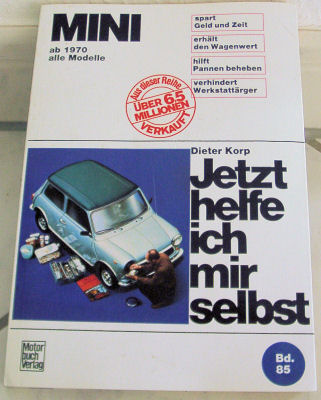 MINI
ab 1970
alle Modelle
spart
Geld und Zeit
erhält
den Wagenwert
hilft
Pannen beheben
verhindert
Werkstattärger
Aus dieser Reihe
ÜBER 6,5
MILLIONEN
VERKAUFT
Dieter Korp
Jetzt
helfe
ich
mir
selbst
Motor
buch
Verlag
Bd.
85